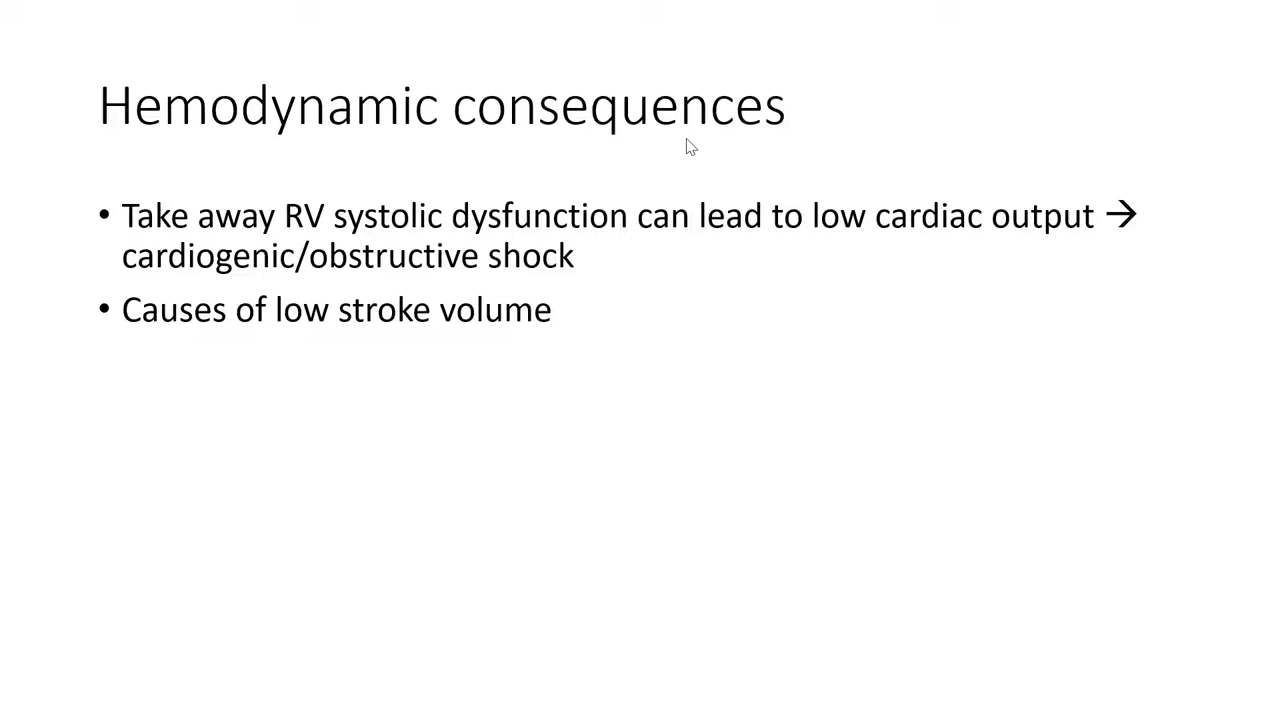 Hemodynamic consequences
• Take away RV systolic dysfunction can lead to low cardiac output →
cardiogenic/obstructive shock
• Causes of low stroke volume